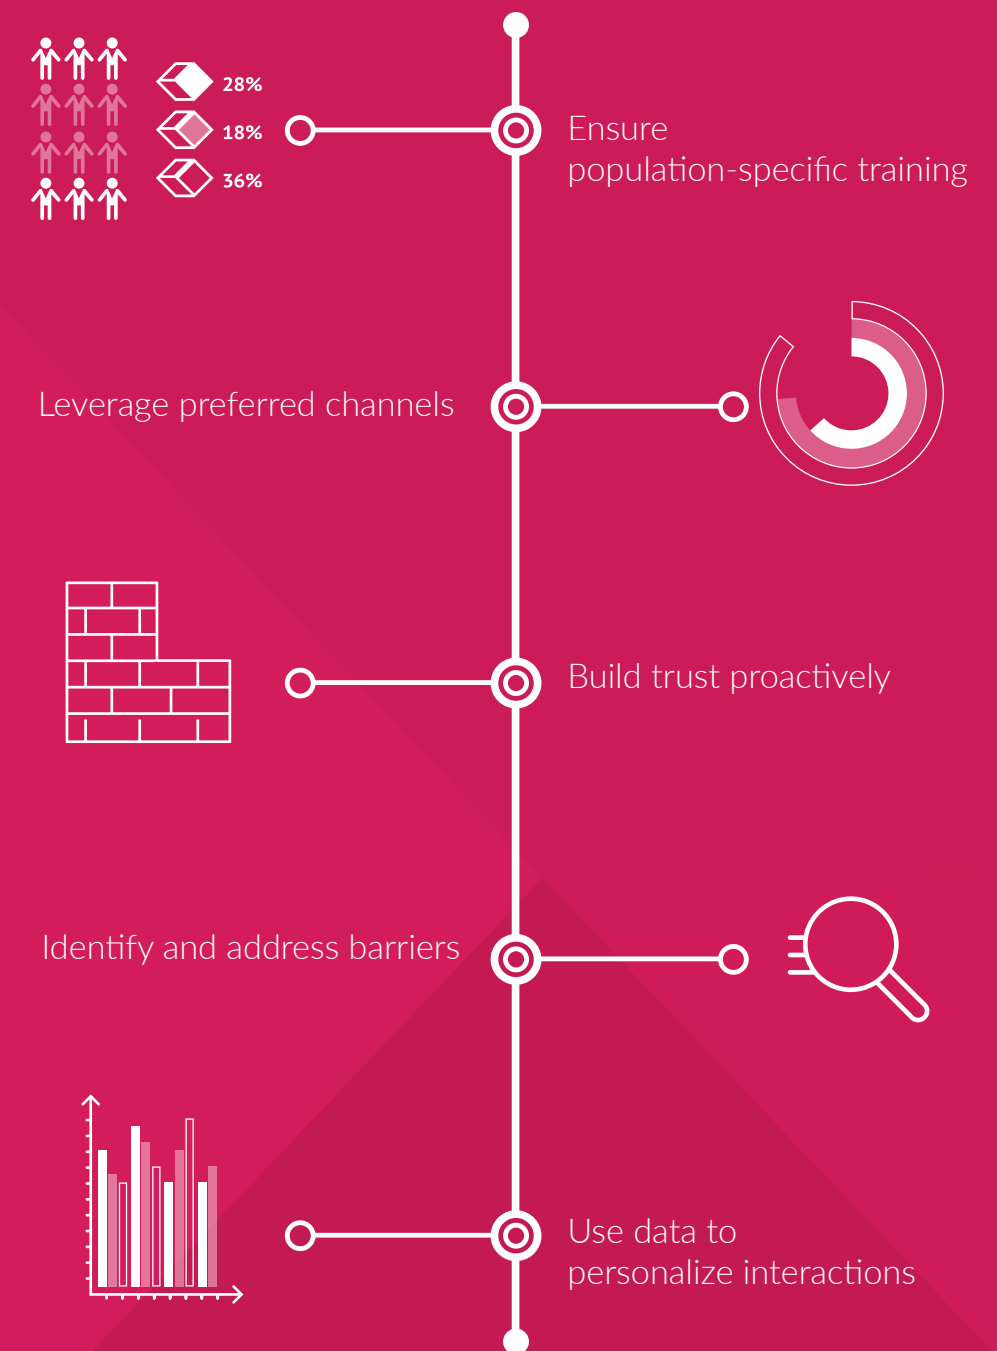 28%
18%
36%
Ensure
population-specific training
Leverage preferred channels
Build trust proactively
Identify and address barriers
Use data to
personalize interactions